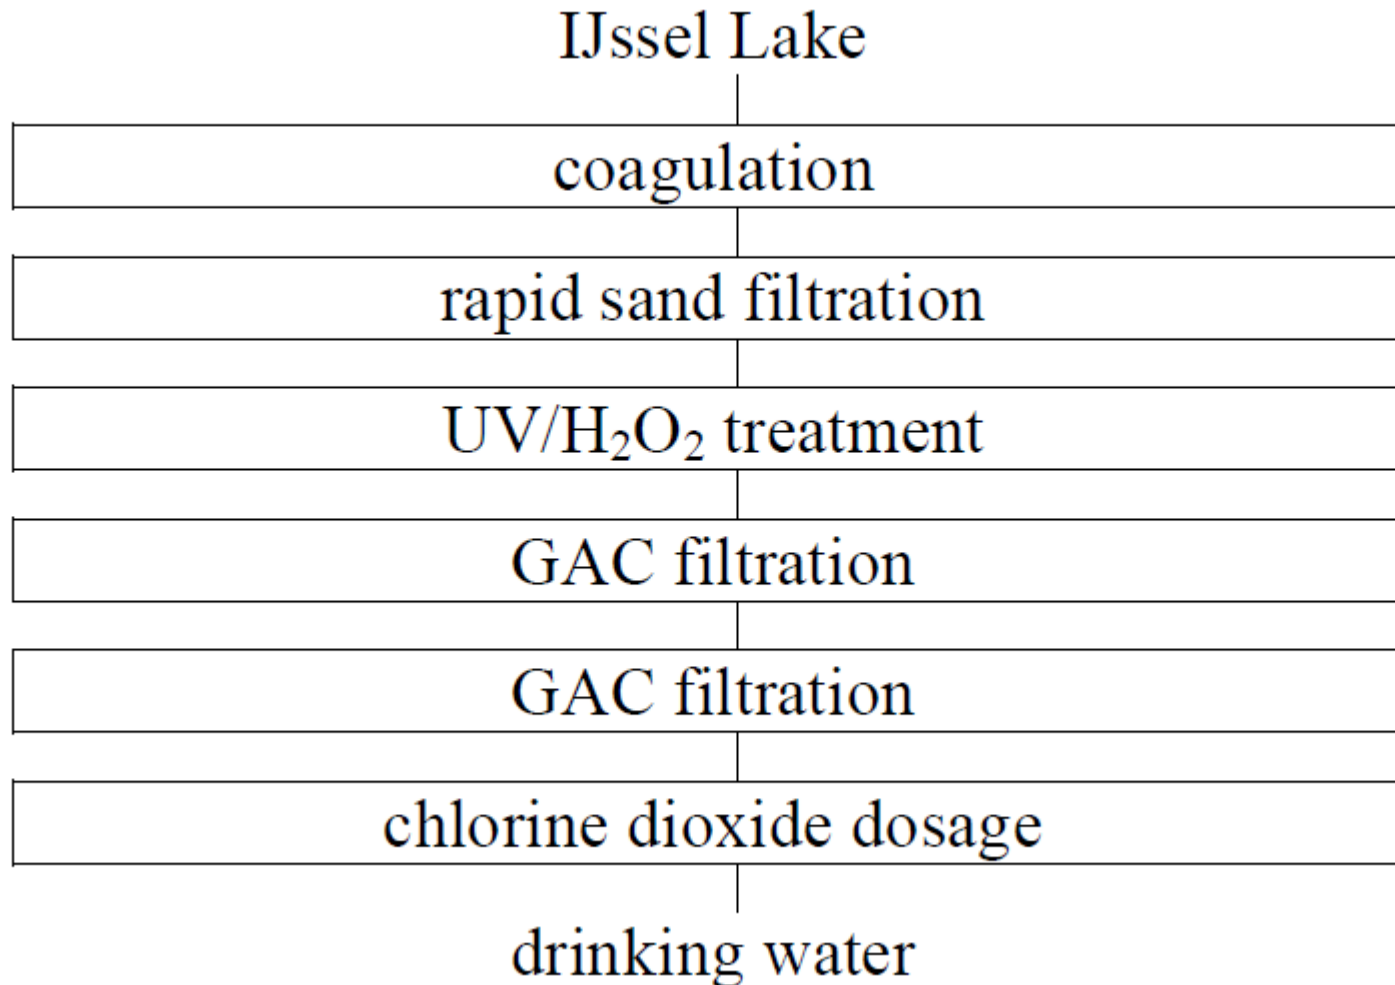 IJssel Lake
coagulation
rapid sand filtration
UV/H₂O₂ treatment
GAC filtration
GAC filtration
chlorine dioxide dosage
drinking water